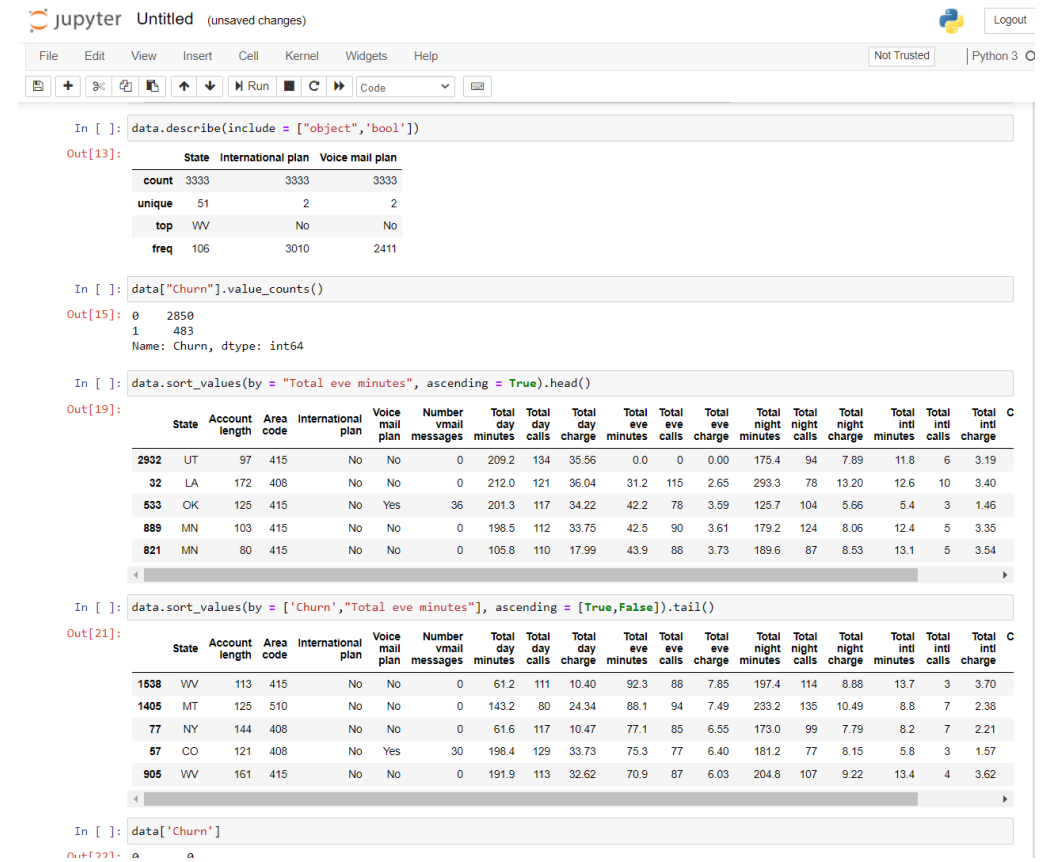 jupyter Untitled (unsaved changes)
Logout
File Edit View Insert Cell Kernel Widgets Help
Not Trusted
Python 3
Run
Code
In [ ]: data.describe(include = ["object",'bool'])
Out[13]:
State International plan Voice mail plan
count 3333 3333 3333
unique 51 2 2
top WV No No
freq 106 3010 2411
In [ ]: data["Churn"].value_counts()
Out[15]: 0 2850
1 483
Name: Churn, dtype: int64
In [ ]: data.sort_values(by = "Total eve minutes", ascending = True).head()
Out[19]:
State Account length Area code International plan Voice mail plan Number vmail messages Total day minutes Total day calls Total day charge Total eve minutes Total eve calls Total eve charge Total night minutes Total night calls Total night charge Total intl minutes Total intl calls Total intl charge C
2932 UT 97 415 No No 0 209.2 134 35.56 0.0 0 0.00 175.4 94 7.89 11.8 6 3.19
32 LA 172 408 No No 0 212.0 121 36.04 31.2 115 2.65 293.3 78 13.20 12.6 10 3.40
533 OK 125 415 No Yes 36 201.3 117 34.22 42.2 78 3.59 125.7 104 5.66 5.4 3 1.46
889 MN 103 415 No No 0 198.5 112 33.75 42.5 90 3.61 179.2 124 8.06 12.4 5 3.35
821 MN 80 415 No No 0 105.8 110 17.99 43.9 88 3.73 189.6 87 8.53 13.1 5 3.54
In [ ]: data.sort_values(by = ['Churn',"Total eve minutes"], ascending = [True,False]).tail()
Out[21]:
State Account length Area code International plan Voice mail plan Number vmail messages Total day minutes Total day calls Total day charge Total eve minutes Total eve calls Total eve charge Total night minutes Total night calls Total night charge Total intl minutes Total intl calls Total intl charge C
1538 WV 113 415 No No 0 61.2 111 10.40 92.3 88 7.85 197.4 114 8.88 13.7 3 3.70
1405 MT 125 510 No No 0 143.2 80 24.34 88.1 94 7.49 233.2 135 10.49 8.8 7 2.38
77 NY 144 408 No No 0 61.6 117 10.47 77.1 85 6.55 173.0 99 7.79 8.2 7 2.21
57 CO 121 408 No Yes 30 198.4 129 33.73 75.3 77 6.40 181.2 77 8.15 5.8 3 1.57
905 WV 161 415 No No 0 191.9 113 32.62 70.9 87 6.03 204.8 107 9.22 13.4 4 3.62
In [ ]: data['Churn']
Out[22]: 0 0